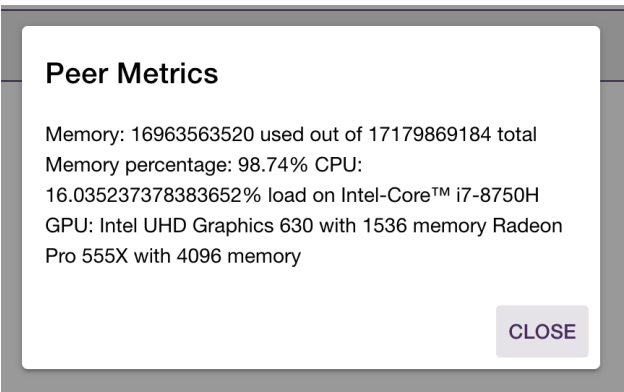 Peer Metrics
Memory: 16963563520 used out of 17179869184 total
Memory percentage: 98.74% CPU:
16.035237378383652% load on Intel-Core™ i7-8750H
GPU: Intel UHD Graphics 630 with 1536 memory Radeon
Pro 555X with 4096 memory
CLOSE